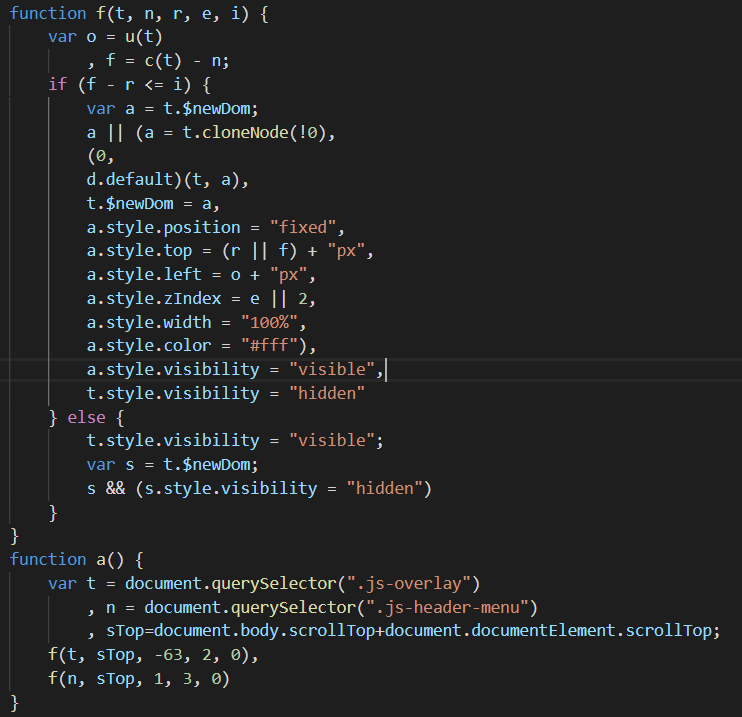 function f(t, n, r, e, i) {
    var o = u(t)
        , f = c(t) - n;
    if (f - r <= i) {
        var a = t.$newDom;
        a || (a = t.cloneNode(!0),
        (0,
        d.default)(t, a),
        t.$newDom = a,
        a.style.position = "fixed",
        a.style.top = (r || f) + "px",
        a.style.left = o + "px",
        a.style.zIndex = e || 2,
        a.style.width = "100%",
        a.style.color = "#fff"),
        a.style.visibility = "visible",
        t.style.visibility = "hidden"
    } else {
        t.style.visibility = "visible";
        var s = t.$newDom;
        s && (s.style.visibility = "hidden")
    }
}
function a() {
    var t = document.querySelector(".js-overlay")
        , n = document.querySelector(".js-header-menu")
        , sTop=document.body.scrollTop+document.documentElement.scrollTop;
    f(t, sTop, -63, 2, 0),
    f(n, sTop, 1, 3, 0)
}